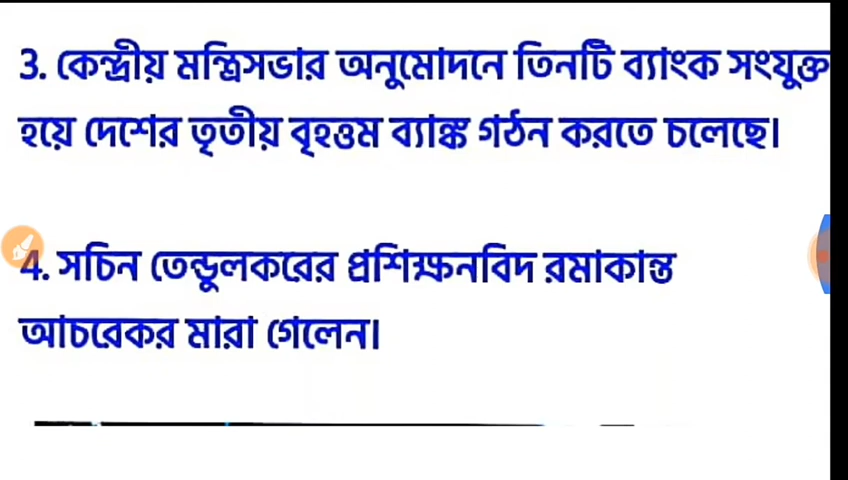 3. কেন্দ্রীয় মন্ত্রিসভার অনুমোদনে তিনটি ব্যাংক সংযুক্ত
হয়ে দেশের তৃতীয় বৃহত্তম ব্যাঙ্ক গঠন করতে চলেছে।
4. সচিন তেন্ডুলকরের প্রশিক্ষনবিদ রমাকান্ত
আচরেকর মারা গেলেন।